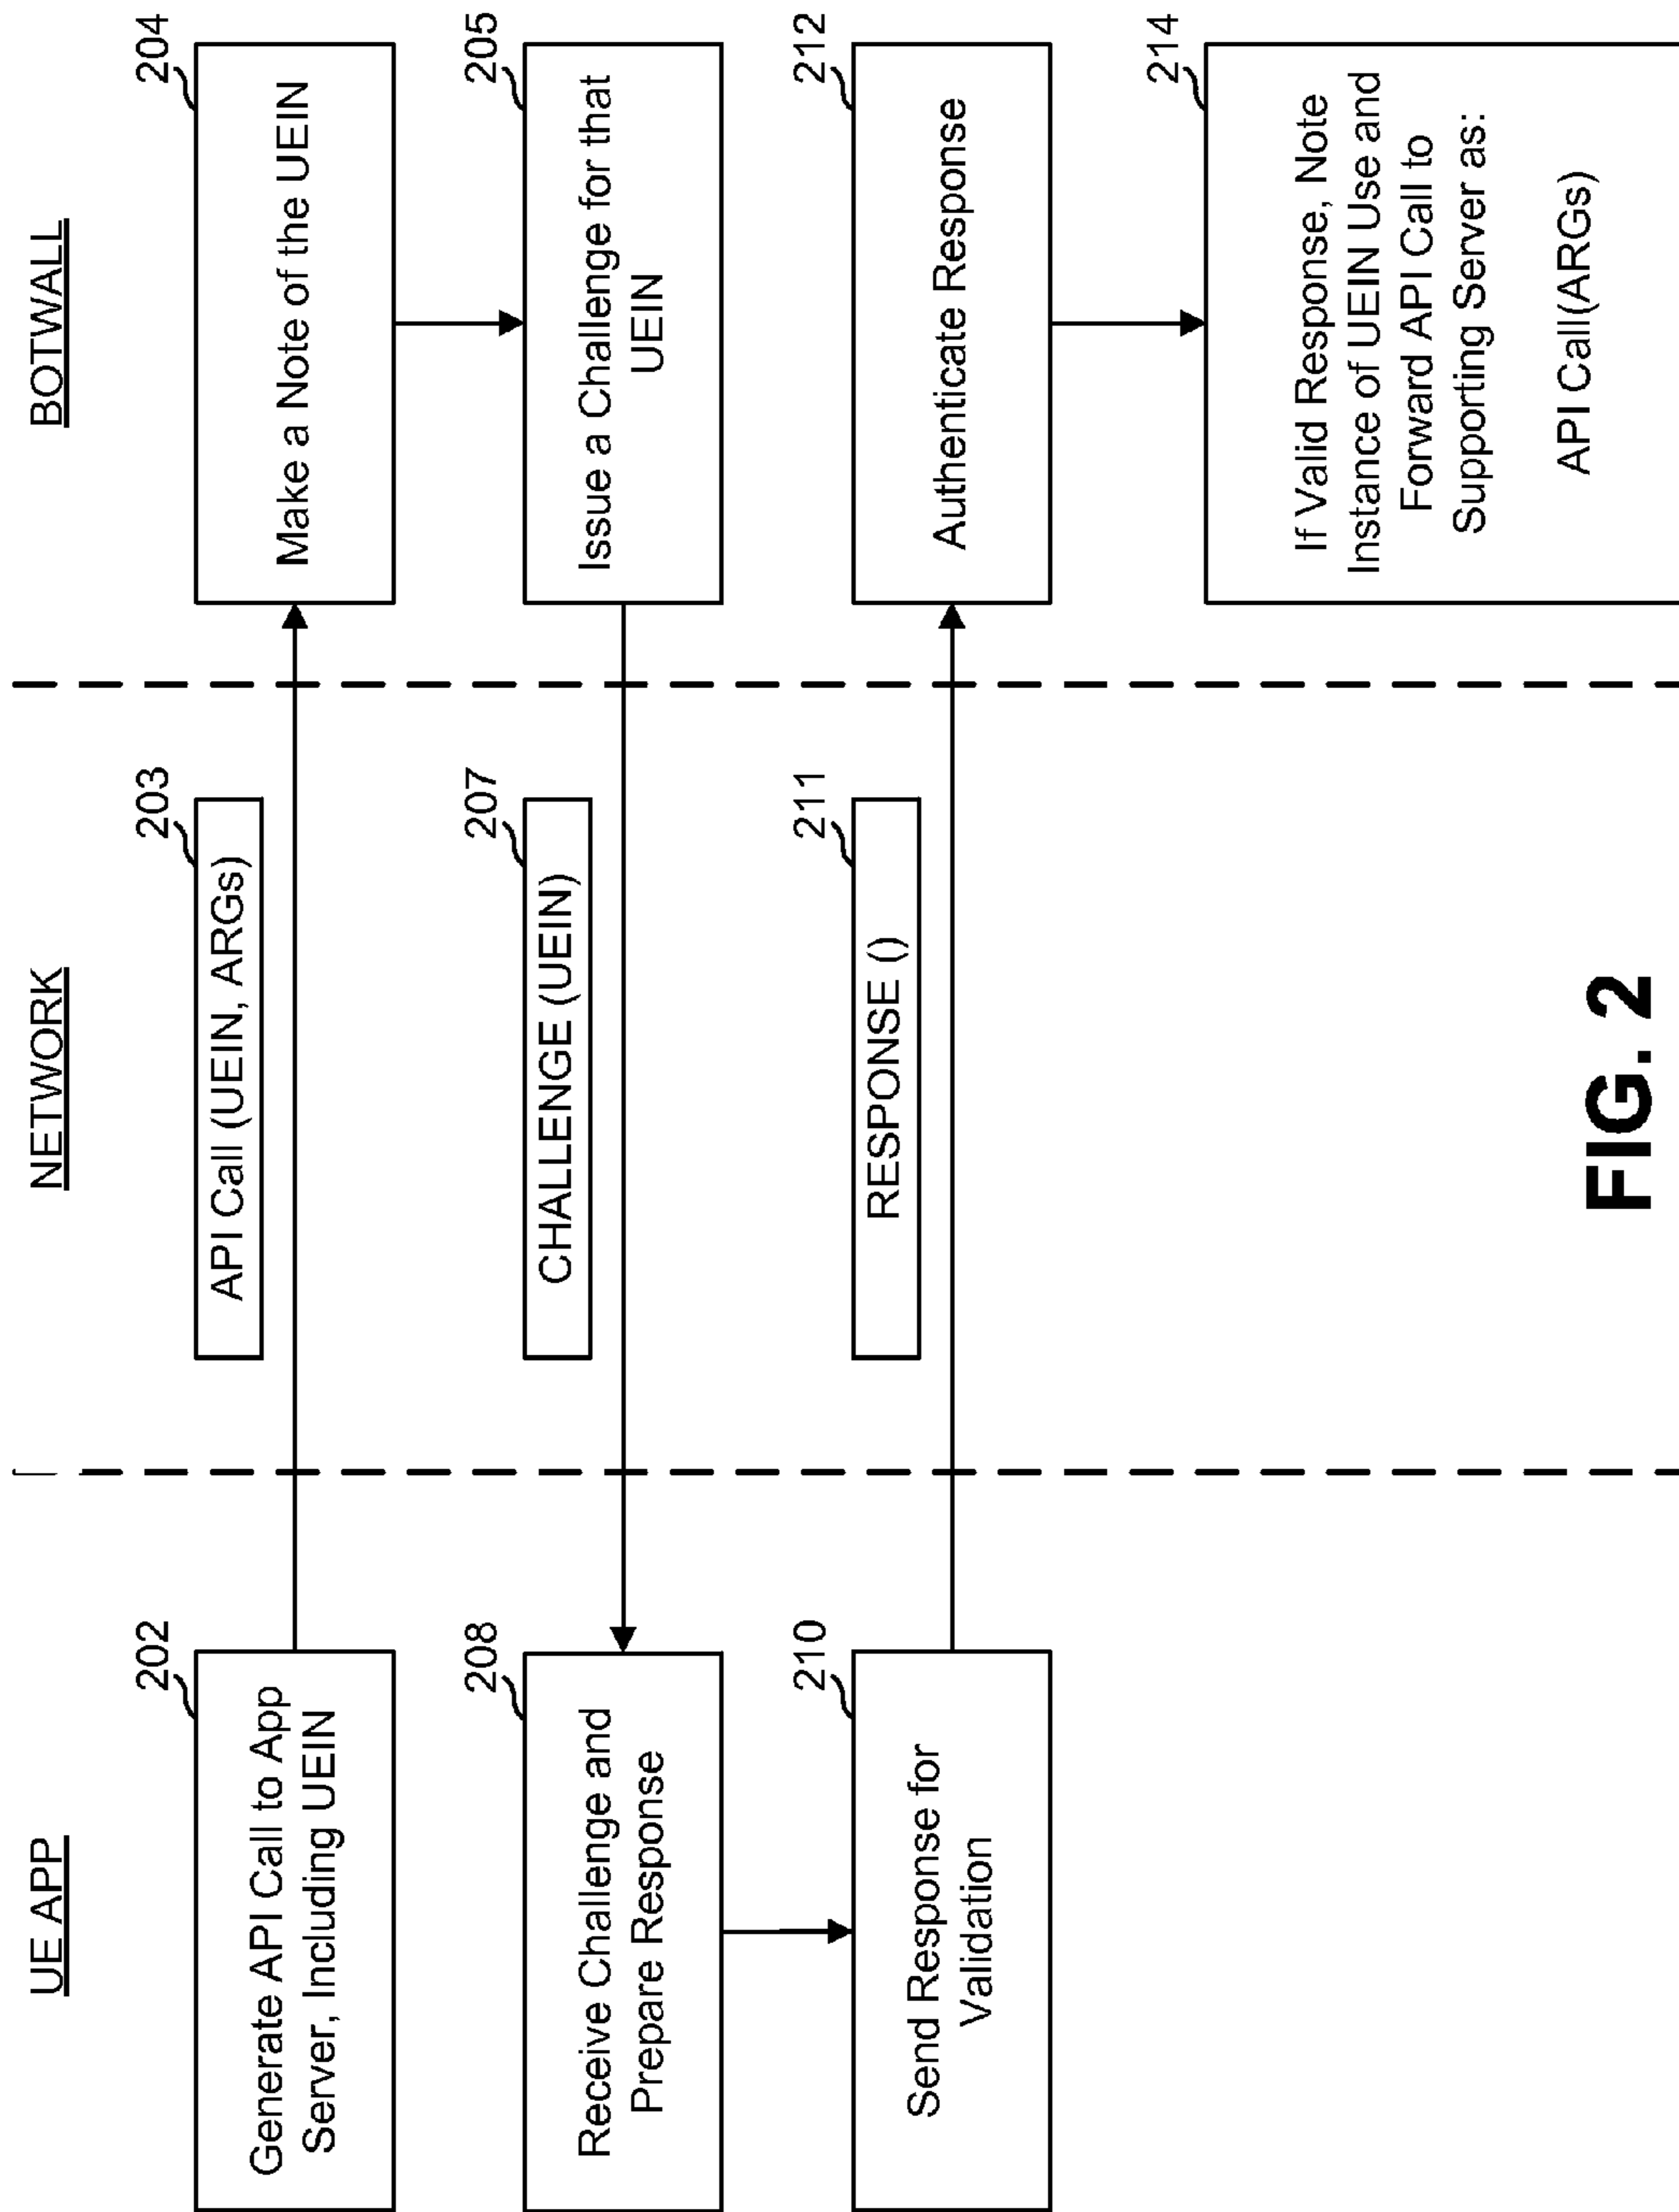 UE APP
NETWORK
BOTWALL
202
203
204
Generate API Call to App
Server, Including UEIN
API Call (UEIN, ARGs)
Make a Note of the UEIN
208
207
205
Receive Challenge and
Prepare Response
CHALLENGE (UEIN)
Issue a Challenge for that
UEIN
210
211
212
Send Response for
Validation
RESPONSE ()
Authenticate Response
214
If Valid Response, Note
Instance of UEIN Use and
Forward API Call to
Supporting Server as:
API Call(ARGs)
FIG. 2